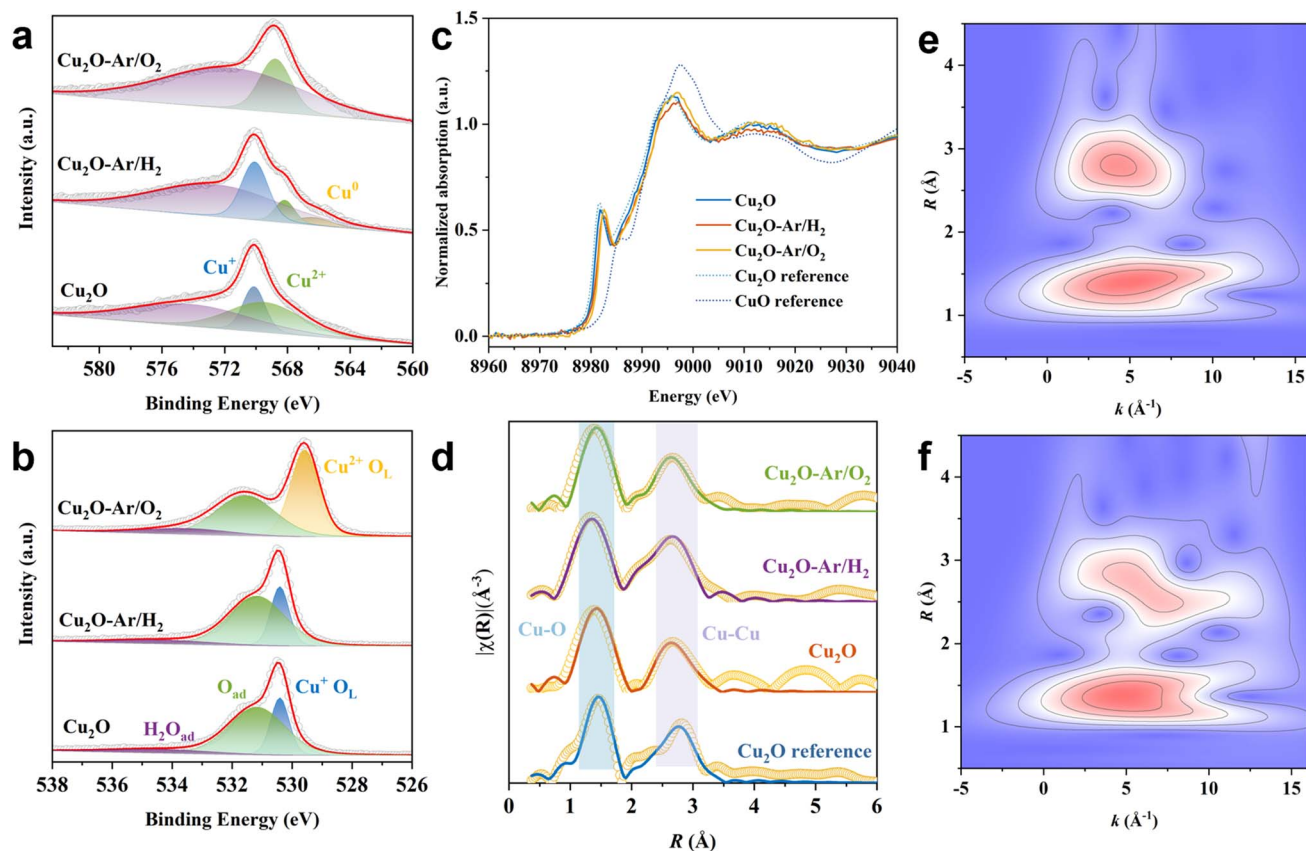 a
Cu₂O-Ar/O₂
Cu₂O-Ar/H₂
Cu⁰
Cu⁺
Cu²⁺
Cu₂O
Intensity (a.u.)
580 576 572 568 564 560
Binding Energy (eV)
b
Cu²⁺ O_L
Cu₂O-Ar/O₂
Cu₂O-Ar/H₂
O_ad
Cu⁺ O_L
Cu₂O
H₂O_ad
Intensity (a.u.)
538 536 534 532 530 528 526
Binding Energy (eV)
c
1.5
1.0
0.5
0.0
Normalized absorption (a.u.)
Cu₂O
Cu₂O-Ar/H₂
Cu₂O-Ar/O₂
Cu₂O reference
CuO reference
8960 8970 8980 8990 9000 9010 9020 9030 9040
Energy (eV)
d
Cu₂O-Ar/O₂
Cu₂O-Ar/H₂
Cu-O
Cu-Cu
Cu₂O
Cu₂O reference
|χ(R)|(Å⁻³)
0 1 2 3 4 5 6
R (Å)
e
4
3
2
1
R (Å)
-5 0 5 10 15
k (Å⁻¹)
f
4
3
2
1
R (Å)
-5 0 5 10 15
k (Å⁻¹)